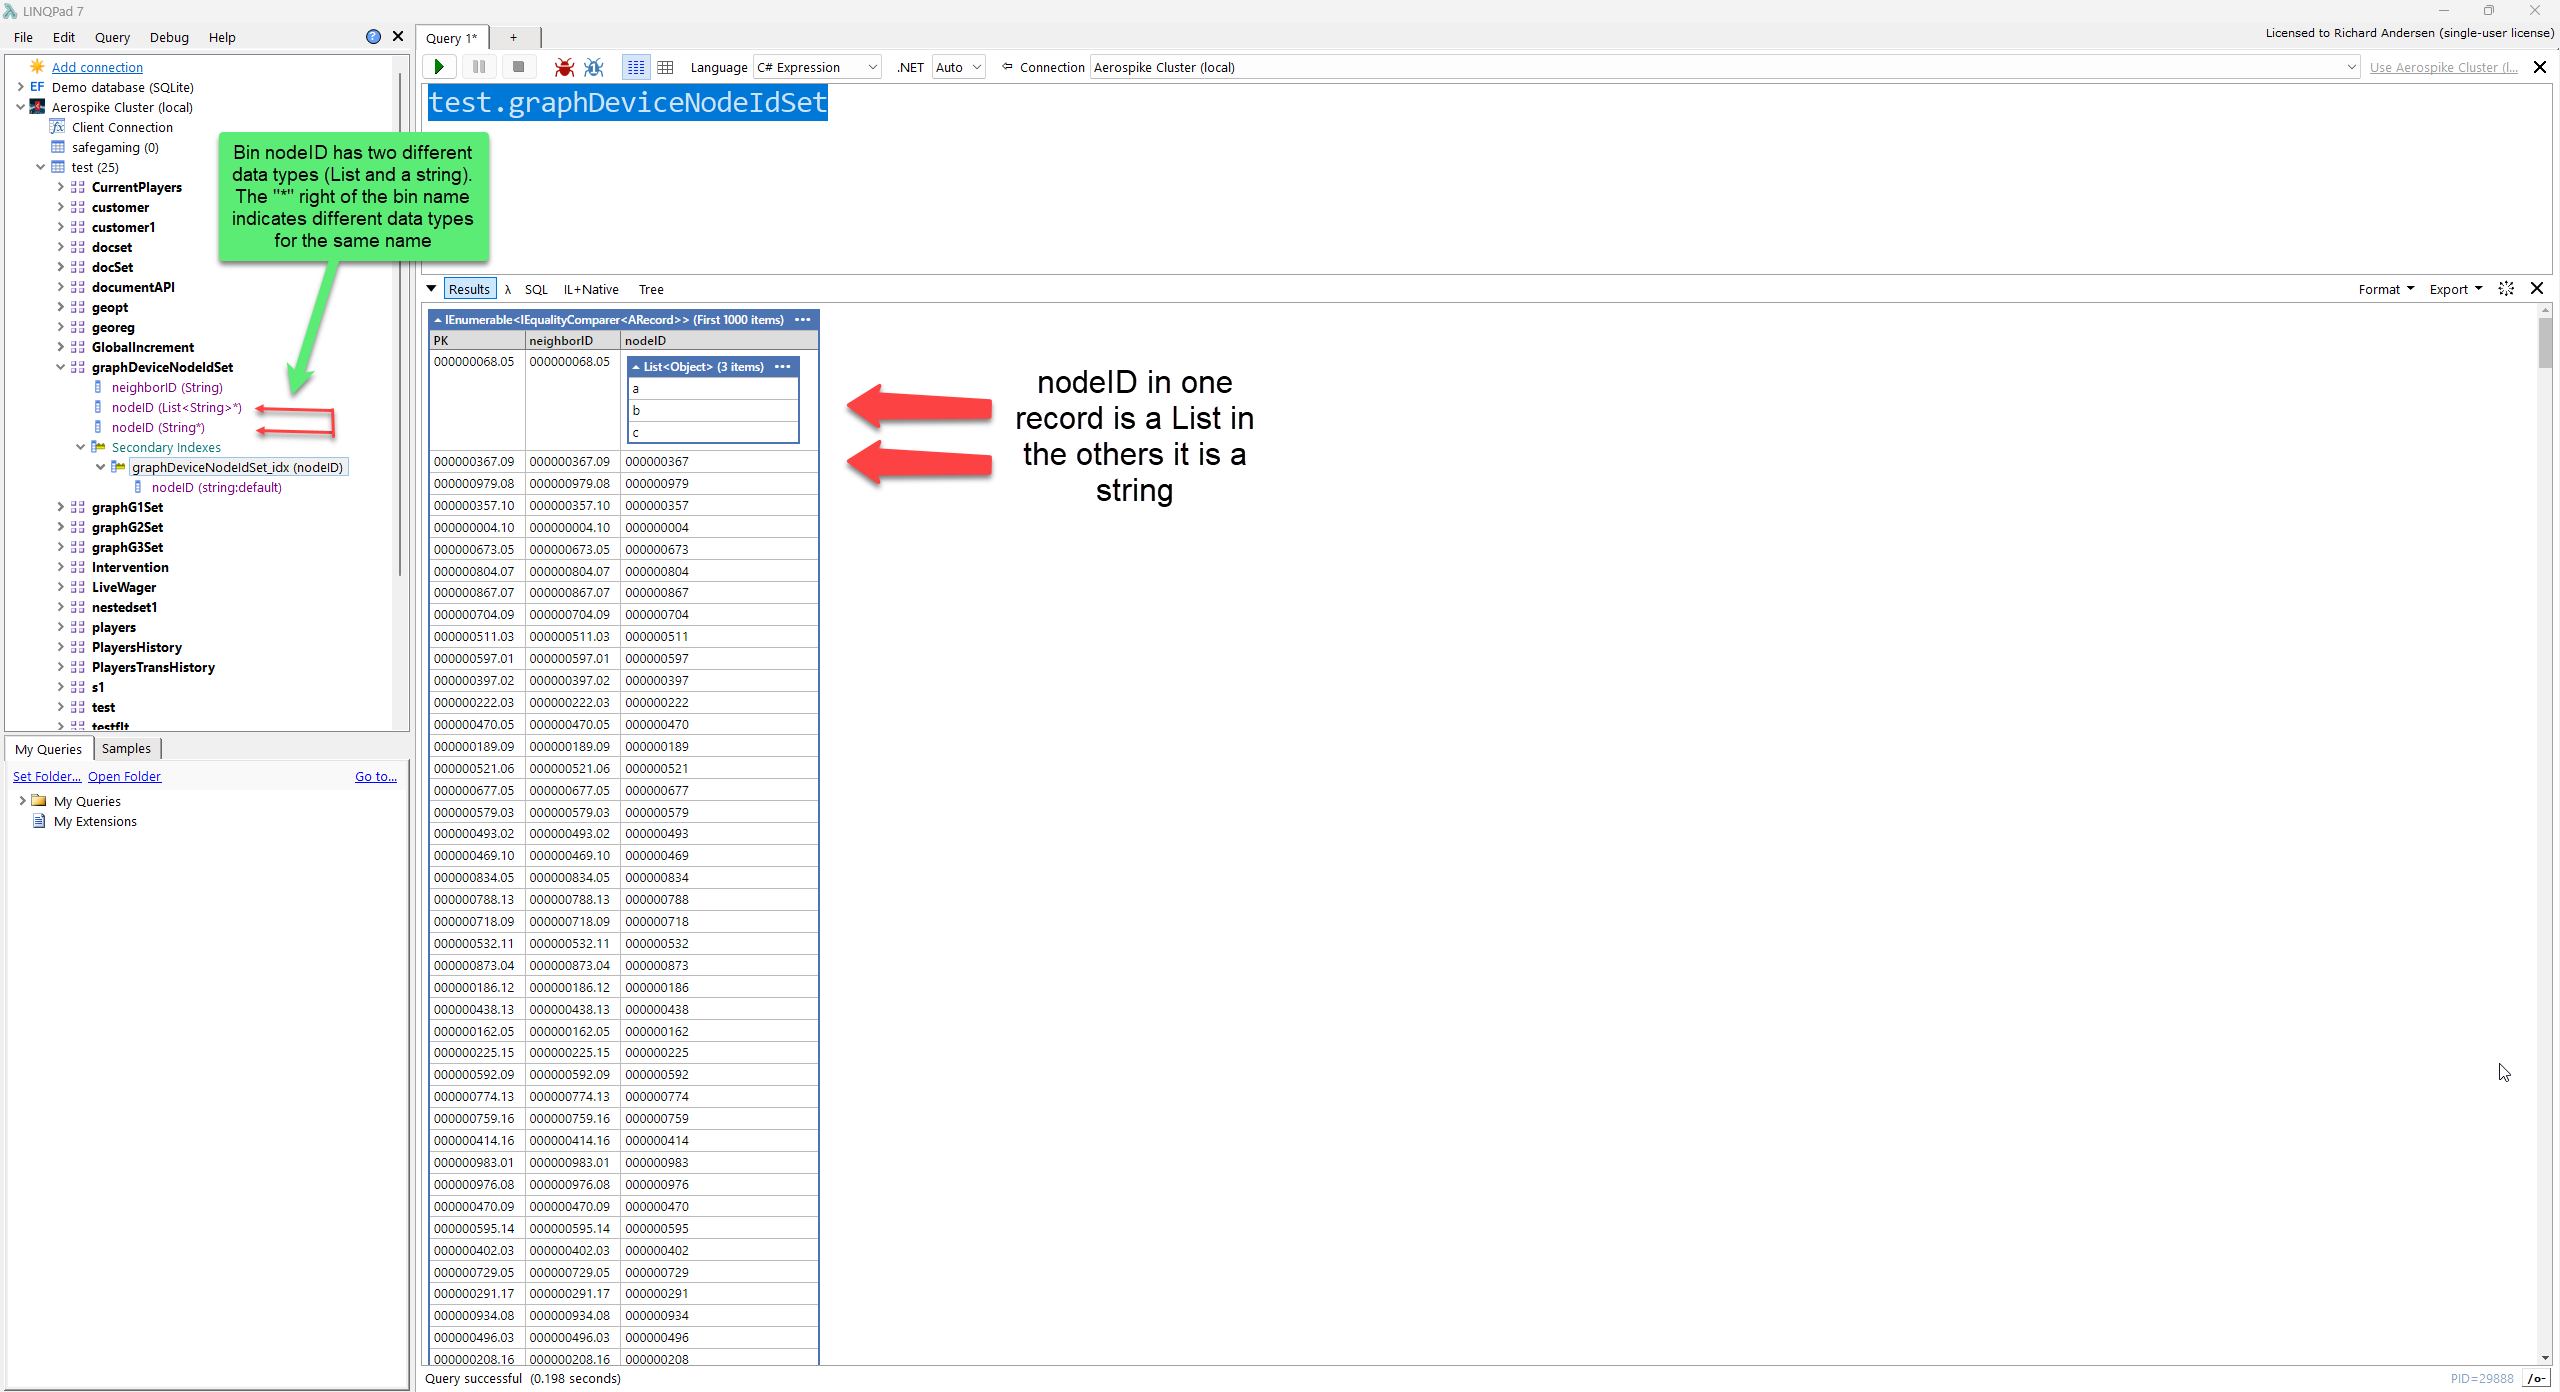 LINQPad 7
File Edit Query Debug Help
Query 1* +
Licensed to Richard Andersen (single-user license)
Language C# Expression .NET Auto Connection Aerospike Cluster (local) Use Aerospike Cluster (l...
Add connection
Demo database (SQLite)
Aerospike Cluster (local)
Client Connection
safegaming (0)
test (25)
CurrentPlayers
customer
customer1
docset
docSet
documentAPI
geopt
georeg
GlobalIncrement
graphDeviceNodeIdSet
neighborID (String)
nodeID (List<String>*)
nodeID (String*)
Secondary Indexes
graphDeviceNodeIdSet_idx (nodeID)
nodeID (string:default)
graphG1Set
graphG2Set
graphG3Set
Intervention
LiveWager
nestedset1
players
PlayersHistory
PlayersTransHistory
s1
test
testflt
Bin nodeID has two different
data types (List and a string).
The "*" right of the bin name
indicates different data types
for the same name
My Queries Samples
Set Folder... Open Folder Go to...
My Queries
My Extensions
test.graphDeviceNodeIdSet
Results λ SQL IL+Native Tree Format Export
IEnumerable<IEqualityComparer<ARecord>> (First 1000 items) •••
PK neighborID nodeID
000000068.05 000000068.05 List<Object> (3 items) •••
a
b
c
000000367.09 000000367.09 000000367
000000979.08 000000979.08 000000979
000000357.10 000000357.10 000000357
000000004.10 000000004.10 000000004
000000673.05 000000673.05 000000673
000000804.07 000000804.07 000000804
000000867.07 000000867.07 000000867
000000704.09 000000704.09 000000704
000000511.03 000000511.03 000000511
000000597.01 000000597.01 000000597
000000397.02 000000397.02 000000397
000000222.03 000000222.03 000000222
000000470.05 000000470.05 000000470
000000189.09 000000189.09 000000189
000000521.06 000000521.06 000000521
000000677.05 000000677.05 000000677
000000579.03 000000579.03 000000579
000000493.02 000000493.02 000000493
000000469.10 000000469.10 000000469
000000834.05 000000834.05 000000834
000000788.13 000000788.13 000000788
000000718.09 000000718.09 000000718
000000532.11 000000532.11 000000532
000000873.04 000000873.04 000000873
000000186.12 000000186.12 000000186
000000438.13 000000438.13 000000438
000000162.05 000000162.05 000000162
000000225.15 000000225.15 000000225
000000592.09 000000592.09 000000592
000000774.13 000000774.13 000000774
000000759.16 000000759.16 000000759
000000414.16 000000414.16 000000414
000000983.01 000000983.01 000000983
000000976.08 000000976.08 000000976
000000470.09 000000470.09 000000470
000000595.14 000000595.14 000000595
000000402.03 000000402.03 000000402
000000729.05 000000729.05 000000729
000000291.17 000000291.17 000000291
000000934.08 000000934.08 000000934
000000496.03 000000496.03 000000496
000000208.16 000000208.16 000000208
nodeID in one
record is a List in
the others it is a
string
Query successful (0.198 seconds)
PID=29888 /o-